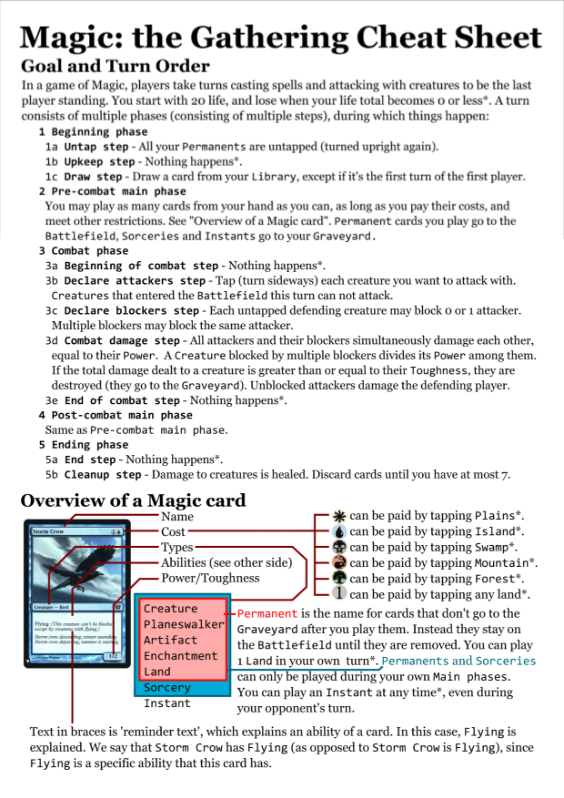 Magic: the Gathering Cheat Sheet
Goal and Turn Order
In a game of Magic, players take turns casting spells and attacking with creatures to be the last
player standing. You start with 20 life, and lose when your life total becomes 0 or less*. A turn
consists of multiple phases (consisting of multiple steps), during which things happen:
1 Beginning phase
1a Untap step - All your Permanents are untapped (turned upright again).
1b Upkeep step - Nothing happens*.
1c Draw step - Draw a card from your Library, except if it's the first turn of the first player.
2 Pre-combat main phase
You may play as many cards from your hand as you can, as long as you pay their costs, and
meet other restrictions. See "Overview of a Magic card". Permanent cards you play go to the
Battlefield, Sorceries and Instants go to your Graveyard.
3 Combat phase
3a Beginning of combat step - Nothing happens*.
3b Declare attackers step - Tap (turn sideways) each creature you want to attack with.
Creatures that entered the Battlefield this turn can not attack.
3c Declare blockers step - Each untapped defending creature may block 0 or 1 attacker.
Multiple blockers may block the same attacker.
3d Combat damage step - All attackers and their blockers simultaneously damage each other,
equal to their Power. A Creature blocked by multiple blockers divides its Power among them.
If the total damage dealt to a creature is greater than or equal to their Toughness, they are
destroyed (they go to the Graveyard). Unblocked attackers damage the defending player.
3e End of combat step - Nothing happens*.
4 Post-combat main phase
Same as Pre-combat main phase.
5 Ending phase
5a End step - Nothing happens*.
5b Cleanup step - Damage to creatures is healed. Discard cards until you have at most 7.
Overview of a Magic card
Storm Crow
Creature — Bird
Flying (This creature can't be blocked
except by creatures with flying.)
Storm crow descending, winter unending.
Storm crow departing, summer is starting.
1/2
Name
Cost
Types
Abilities (see other side)
Power/Toughness
can be paid by tapping Plains*.
can be paid by tapping Island*.
can be paid by tapping Swamp*.
can be paid by tapping Mountain*.
can be paid by tapping Forest*.
1 can be paid by tapping any land*.
Creature
Planeswalker
Artifact
Enchantment
Land
Sorcery
Instant
Permanent is the name for cards that don't go to the
Graveyard after you play them. Instead they stay on
the Battlefield until they are removed. You can play
1 Land in your own turn*. Permanents and Sorceries
can only be played during your own Main phases.
You can play an Instant at any time*, even during
your opponent's turn.
Text in braces is 'reminder text', which explains an ability of a card. In this case, Flying is
explained. We say that Storm Crow has Flying (as opposed to Storm Crow is Flying), since
Flying is a specific ability that this card has.